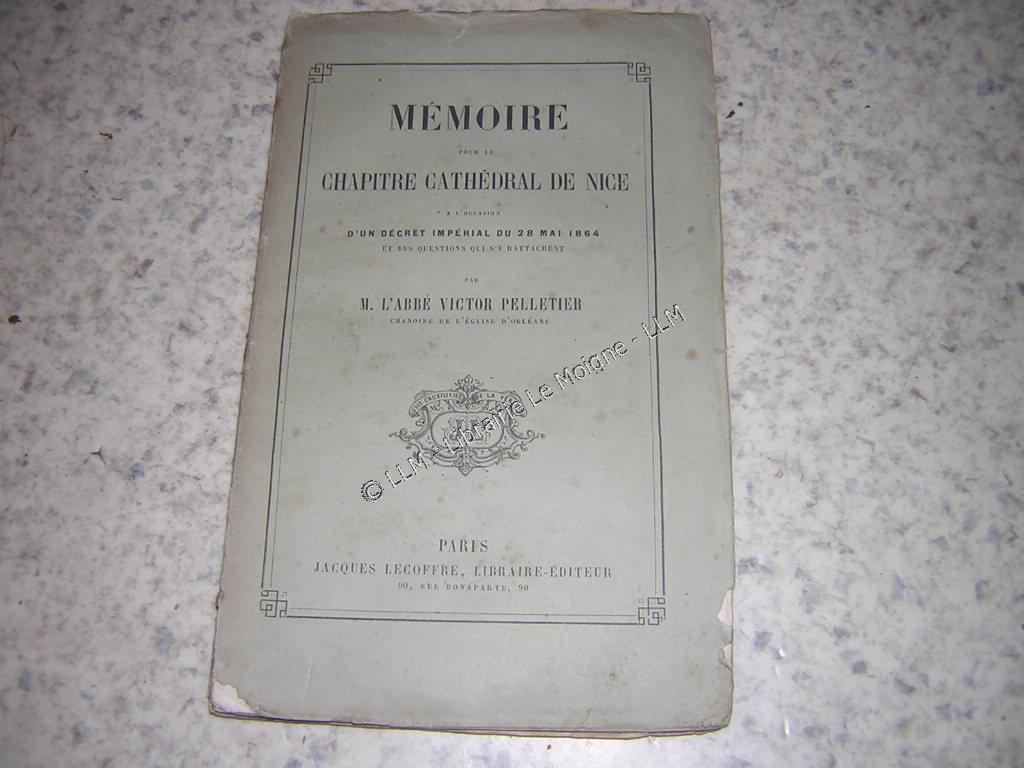 MÉMOIRE
POUR LE
CHAPITRE CATHÉDRAL DE NICE
A L'OCCASION
D'UN DÉCRET IMPÉRIAL DU 28 MAI 1864
ET DES QUESTIONS QUI S'Y RATTACHENT
PAR
M. L'ABBÉ VICTOR PELLETIER
CHANOINE DE L'ÉGLISE D'ORLÉANS
© LLM - Librairie Le Moigne - LLM
PARIS
JACQUES LECOFFRE, LIBRAIRE-ÉDITEUR
90, RUE BONAPARTE, 90